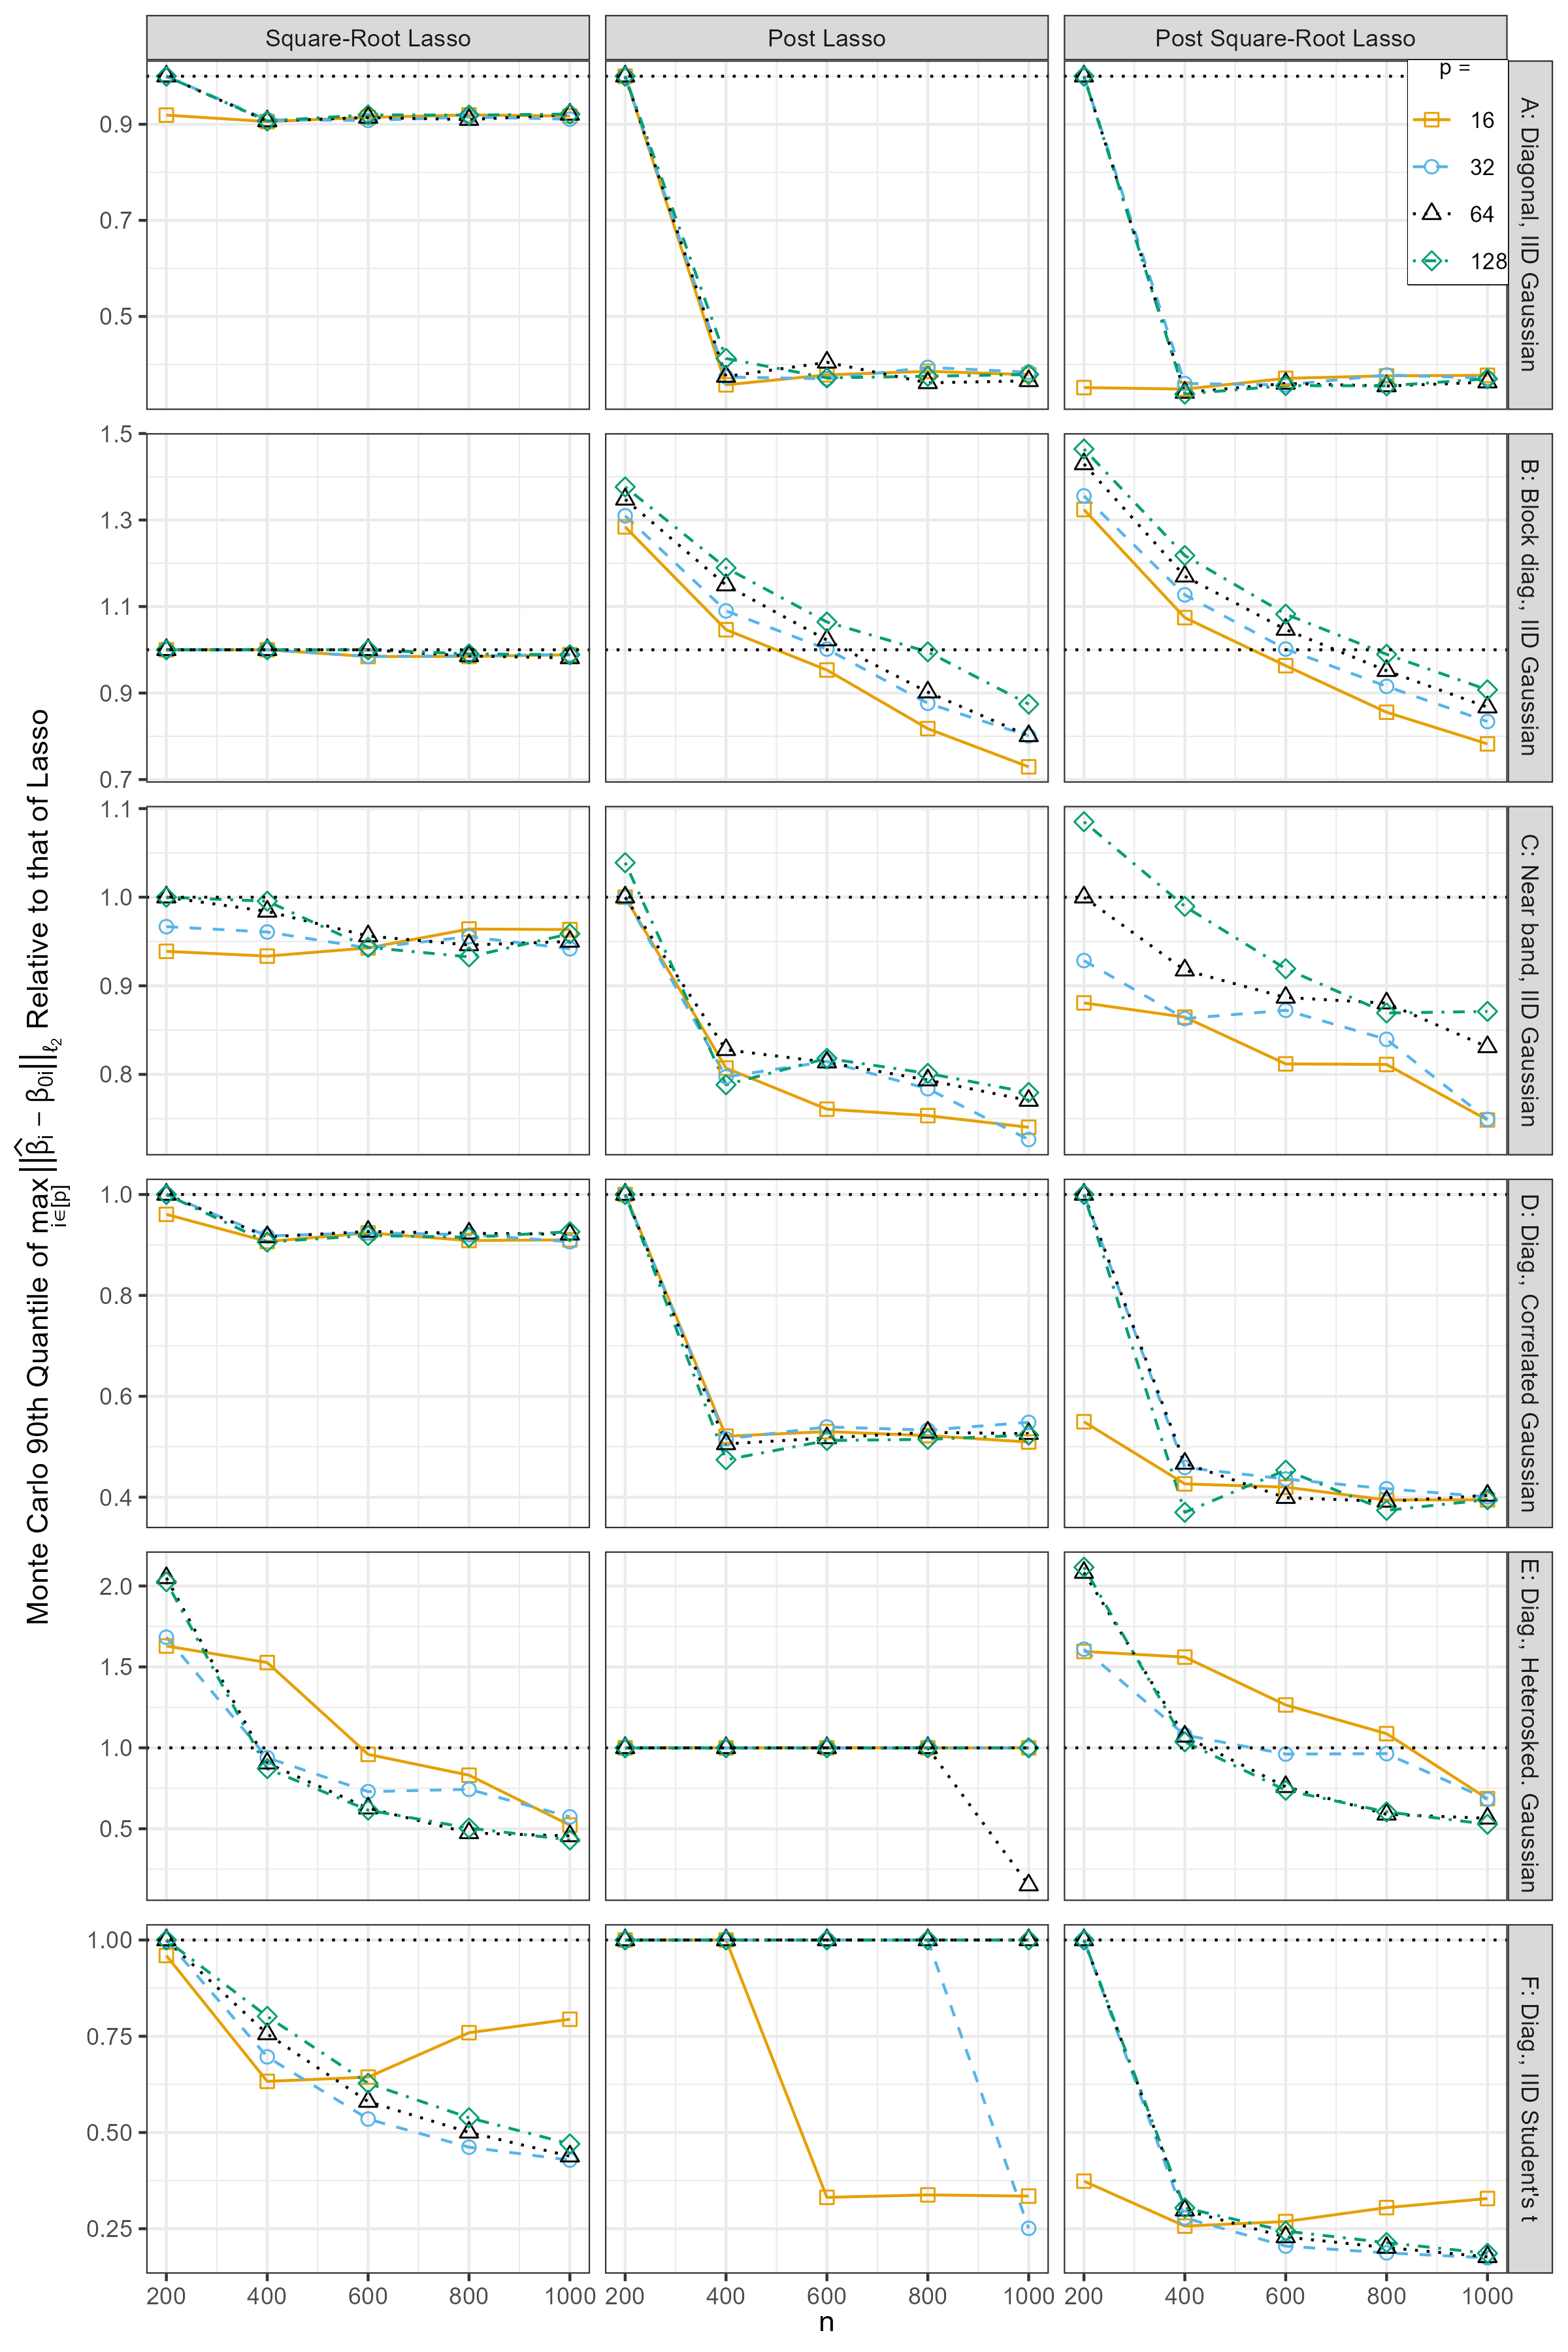 Square-Root Lasso
Post Lasso
Post Square-Root Lasso
p =
16
32
64
128
0.9
0.7
0.5
A: Diagonal, IID Gaussian
1.5
1.3
1.1
0.9
0.7
B: Block diag., IID Gaussian
1.1
1.0
0.9
0.8
C: Near band, IID Gaussian
1.0
0.8
0.6
0.4
D: Diag., Correlated Gaussian
2.0
1.5
1.0
0.5
E: Diag., Heterosked. Gaussian
1.00
0.75
0.50
0.25
F: Diag., IID Student's t
Monte Carlo 90th Quantile of max i∈[p] ||β̂i − β0i||ℓ2 Relative to that of Lasso
200 400 600 800 1000
200 400 600 800 1000
200 400 600 800 1000
n